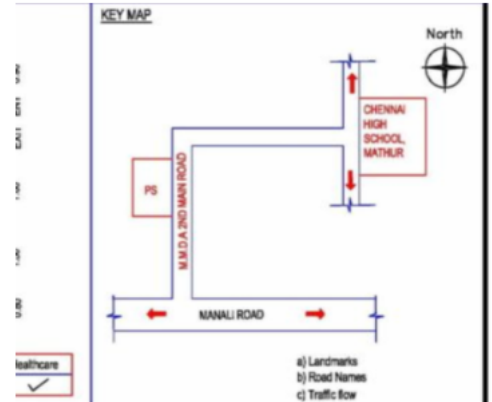 KEY MAP
North
CHENNAI
HIGH
SCHOOL,
MATHUR
PS
M.M.D.A 2ND MAIN ROAD
MANALI ROAD
ealthcare
a) Landmarks
b) Road Names
c) Traffic flow
EXIT